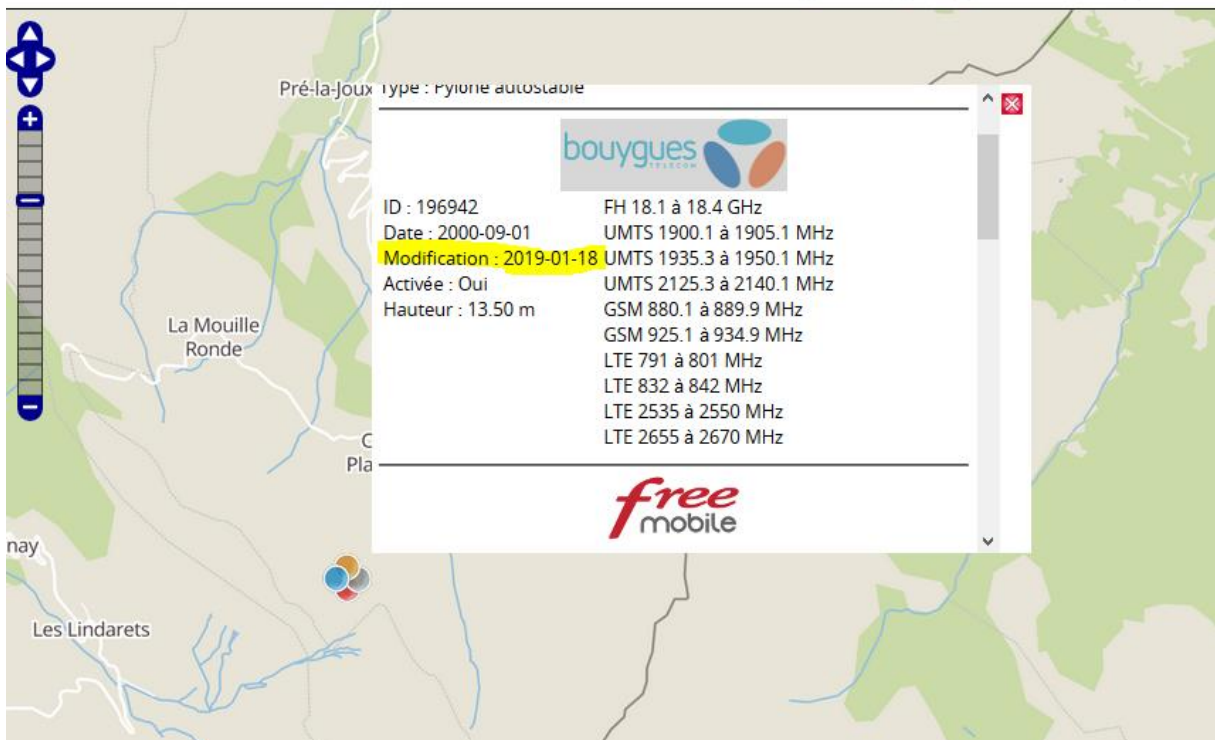 Pré-la-Joux
Type : Pylône autostable
bouygues
TELECOM
ID : 196942
Date : 2000-09-01
Modification : 2019-01-18
Activée : Oui
Hauteur : 13.50 m
FH 18.1 à 18.4 GHz
UMTS 1900.1 à 1905.1 MHz
UMTS 1935.3 à 1950.1 MHz
UMTS 2125.3 à 2140.1 MHz
GSM 880.1 à 889.9 MHz
GSM 925.1 à 934.9 MHz
LTE 791 à 801 MHz
LTE 832 à 842 MHz
LTE 2535 à 2550 MHz
LTE 2655 à 2670 MHz
La Mouille
Ronde
C
Pla
free
mobile
nay
Les Lindarets